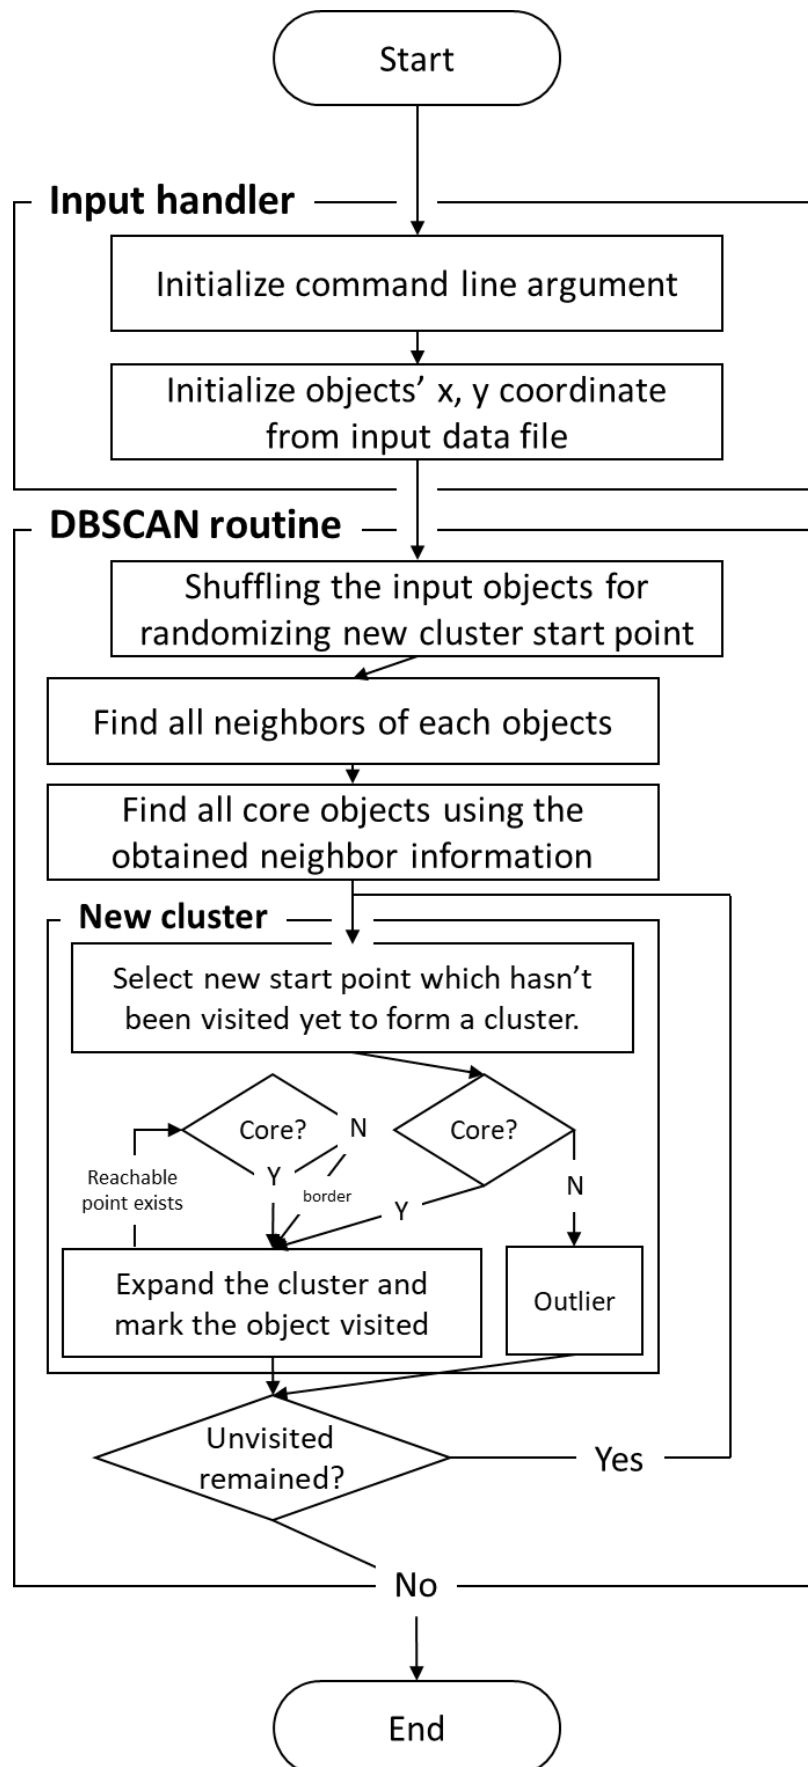 Start
Input handler
Initialize command line argument
Initialize objects’ x, y coordinate
from input data file
DBSCAN routine
Shuffling the input objects for
randomizing new cluster start point
Find all neighbors of each objects
Find all core objects using the
obtained neighbor information
New cluster
Select new start point which hasn’t
been visited yet to form a cluster.
Core?
N
Core?
Reachable
point exists
Y
border
Y
N
Expand the cluster and
mark the object visited
Outlier
Unvisited
remained?
Yes
No
End